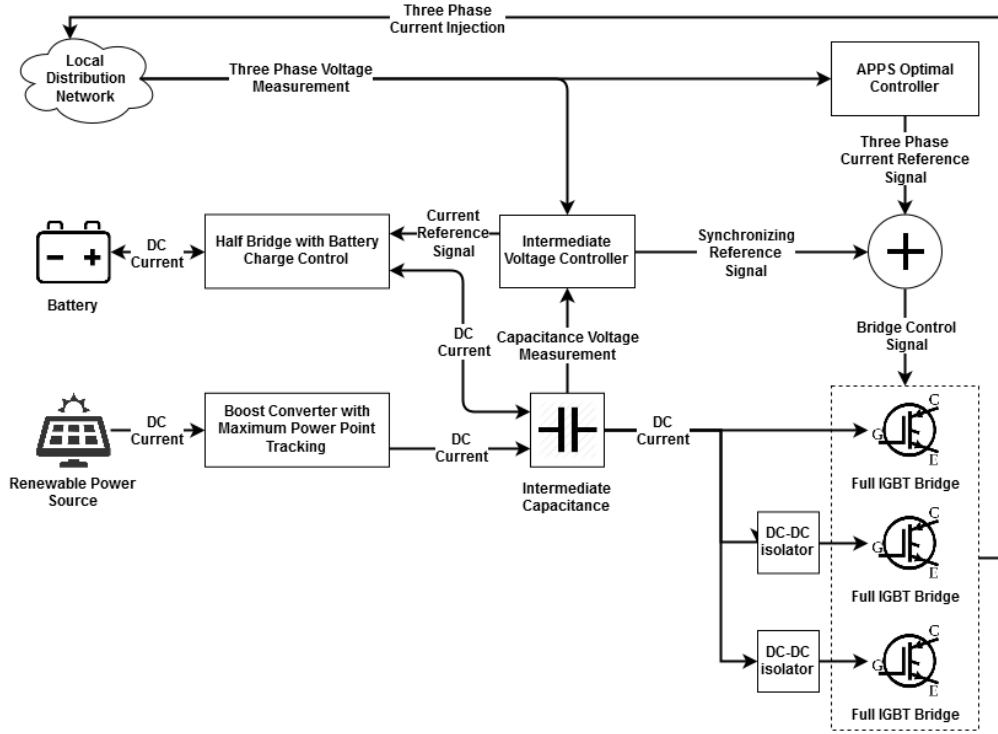 Three Phase
Current Injection
Local
Distribution
Network
Three Phase Voltage
Measurement
APPS Optimal
Controller
Three Phase
Current Reference
Signal
Battery
DC
Current
Half Bridge with Battery
Charge Control
Current
Reference
Signal
Intermediate
Voltage Controller
Synchronizing
Reference
Signal
Bridge Control
Signal
DC
Current
Capacitance Voltage
Measurement
Renewable Power
Source
DC
Current
Boost Converter with
Maximum Power Point
Tracking
DC
Current
Intermediate
Capacitance
DC
Current
C
G
E
Full IGBT Bridge
DC-DC
isolator
C
G
E
Full IGBT Bridge
DC-DC
isolator
C
G
E
Full IGBT Bridge